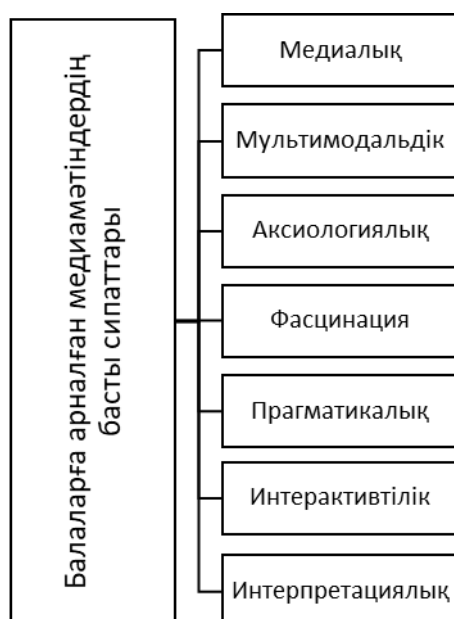 Балаларға арналған медиамәтіндердің
басты сипаттары
Медиалық
Мультимодальдік
Аксиологиялық
Фасцинация
Прагматикалық
Интерактивтілік
Интерпретациялық